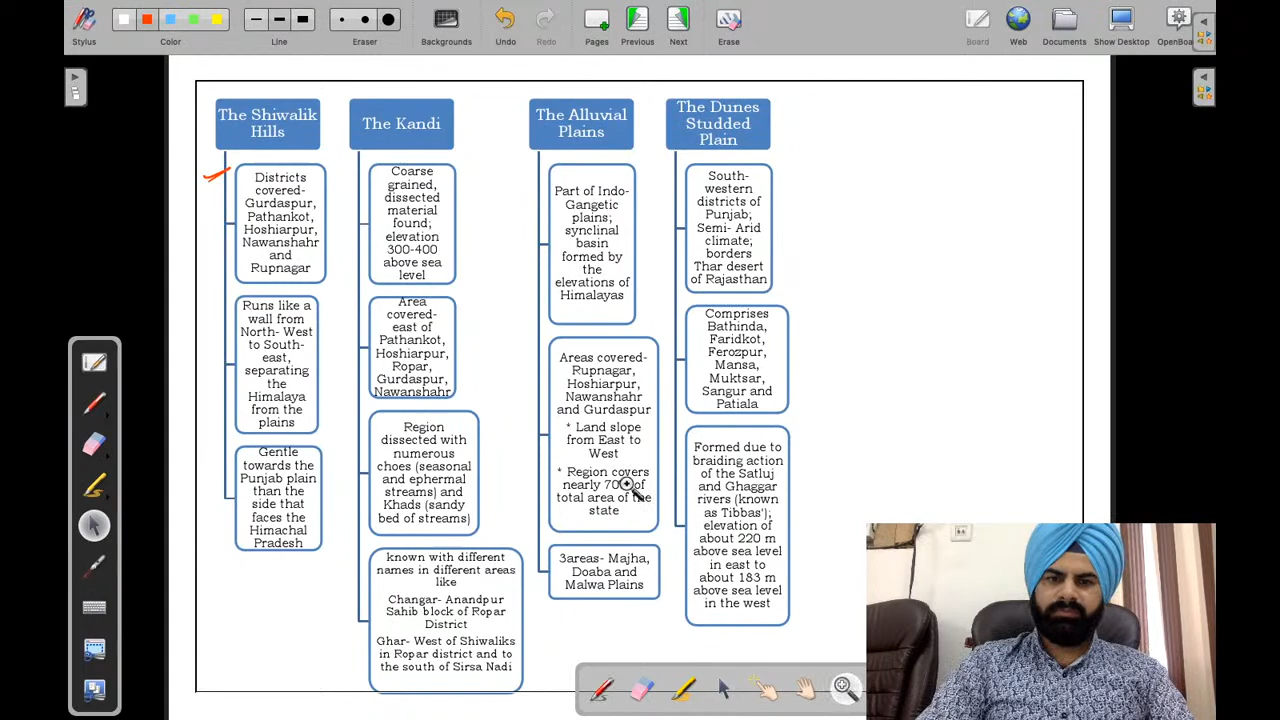 Stylus
Color
Line
Eraser
Backgrounds
Undo
Redo
Pages
Previous
Next
Erase
Board
Web
Documents
Show Desktop
The Shiwalik
Hills
Districts
covered-
Gurdaspur,
Pathankot,
Hoshiarpur,
Nawanshahr
and
Rupnagar
Runs like a
wall from
North- West
to South-
east,
separating
the
Himalaya
from the
plains
Gentle
towards the
Punjab plain
than the
side that
faces the
Himachal
Pradesh
The Kandi
Coarse
grained,
dissected
material
found;
elevation
300-400
above sea
level
Area
covered-
east of
Pathankot,
Hoshiarpur,
Ropar,
Gurdaspur,
Nawanshahr
Region
dissected with
numerous
choes (seasonal
and ephermal
streams) and
Khads (sandy
bed of streams)
known with different
names in different areas
like
Changar- Anandpur
Sahib block of Ropar
District
Ghar- West of Shiwaliks
in Ropar district and to
the south of Sirsa Nadi
The Alluvial
Plains
Part of Indo-
Gangetic
plains;
synclinal
basin
formed by
the
elevations of
Himalayas
Areas covered-
Rupnagar,
Hoshiarpur,
Nawanshahr
and Gurdaspur
* Land slope
from East to
West
* Region covers
nearly of
total area of the
state
3areas- Majha,
Doaba and
Malwa Plains
The Dunes
Studded
Plain
South-
western
districts of
Punjab;
Semi- Arid
climate;
borders
Thar desert
of Rajasthan
Comprises
Bathinda,
Faridkot,
Ferozpur,
Mansa,
Muktsar,
Sangur and
Patiala
Formed due to
braiding action
of the Satluj
and Ghaggar
rivers (known
as Tibbas');
elevation of
about 220 m
above sea level
in east to
about 183 m
above sea level
in the west